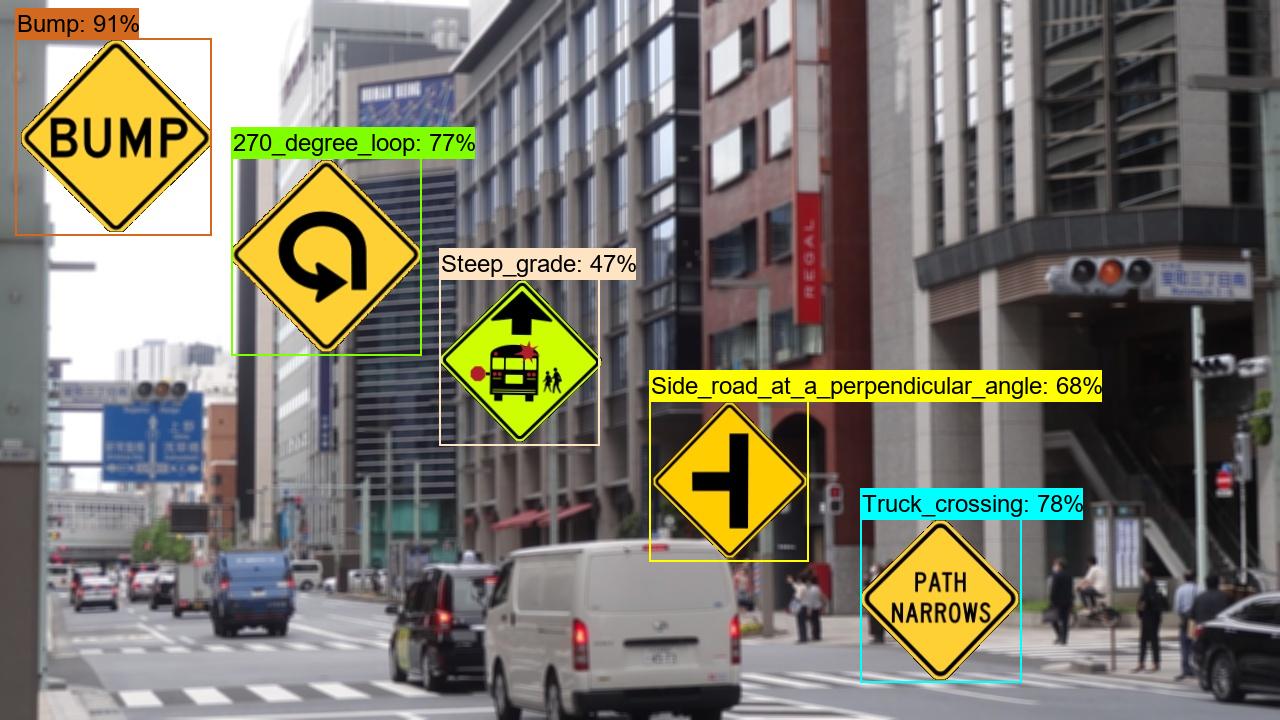 Bump: 91%
BUMP
270_degree_loop: 77%
Steep_grade: 47%
REGAL
Side_road_at_a_perpendicular_angle: 68%
Truck_crossing: 78%
PATH
NARROWS